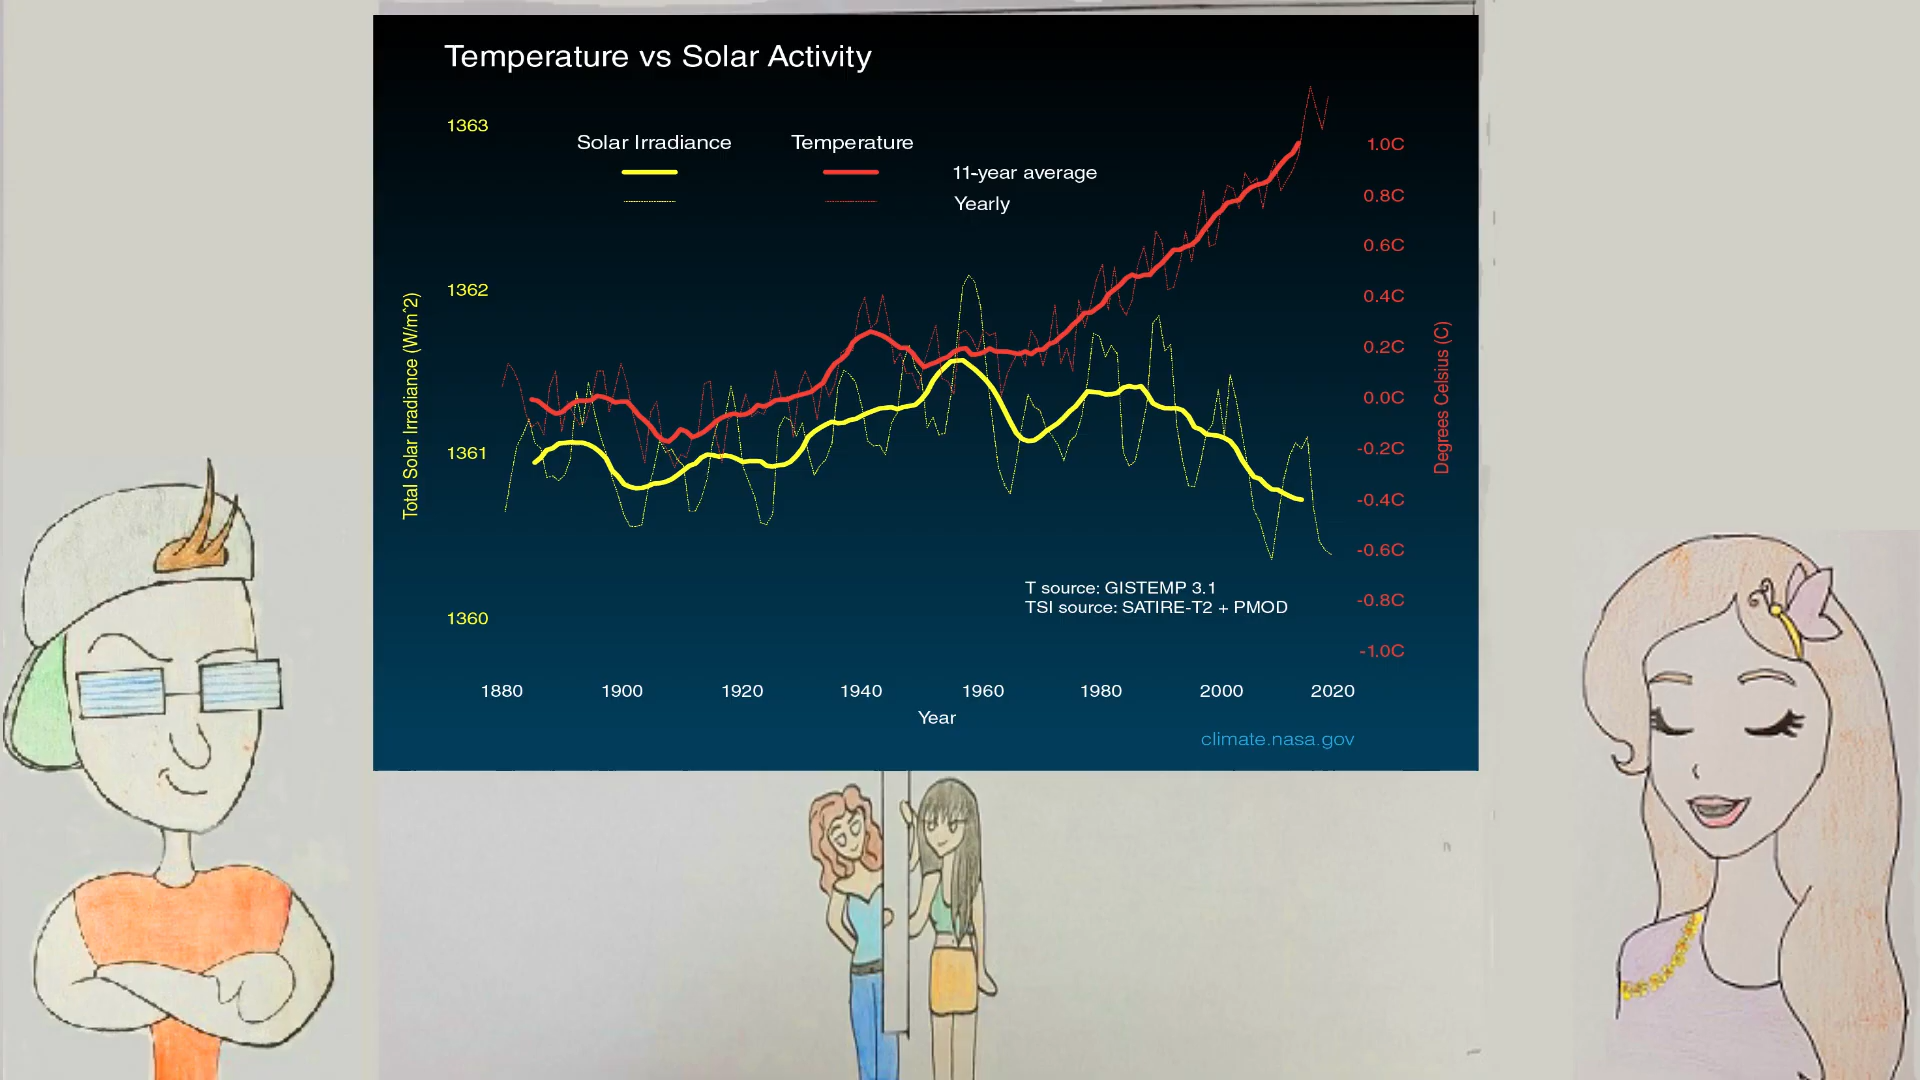 Temperature vs Solar Activity
1363
Solar Irradiance
Temperature
11-year average
Yearly
1362
1361
1360
Total Solar Irradiance (W/m^2)
1.0C
0.8C
0.6C
0.4C
0.2C
0.0C
-0.2C
-0.4C
-0.6C
-0.8C
-1.0C
Degrees Celsius (C)
T source: GISTEMP 3.1
TSI source: SATIRE-T2 + PMOD
1880 1900 1920 1940 1960 1980 2000 2020
Year
climate.nasa.gov